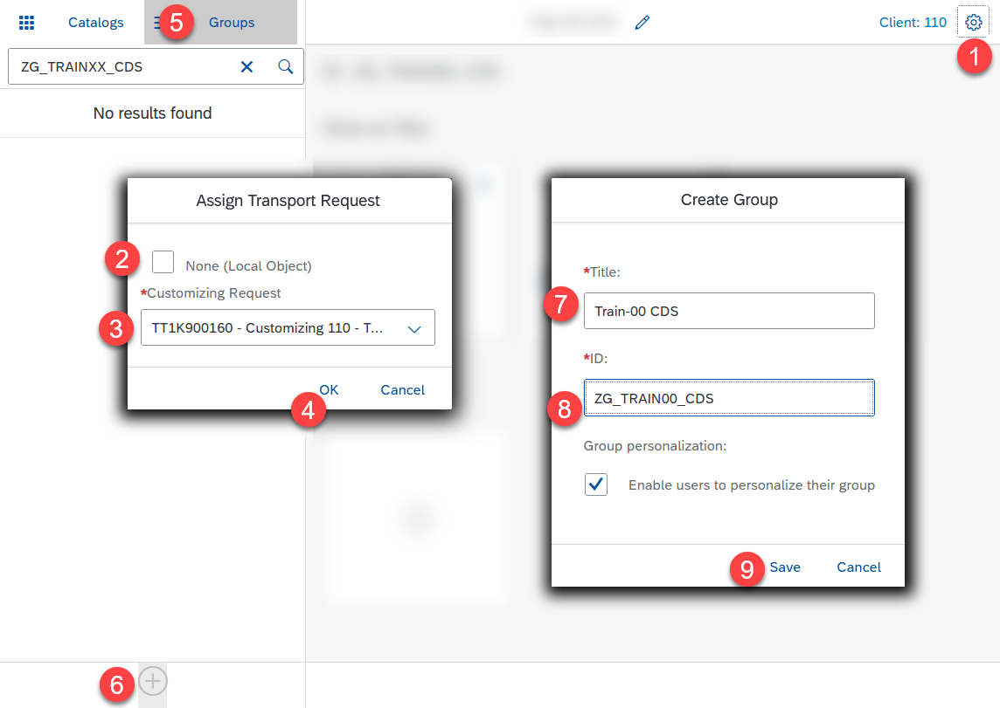 Catalogs
5
Groups
Client: 110
1
ZG_TRAINXX_CDS
No results found
Assign Transport Request
2
None (Local Object)
*Customizing Request
3
TT1K900160 - Customizing 110 - T...
4
OK
Cancel
Create Group
*Title:
7
Train-00 CDS
*ID:
8
ZG_TRAIN00_CDS
Group personalization:
Enable users to personalize their group
9
Save
Cancel
6